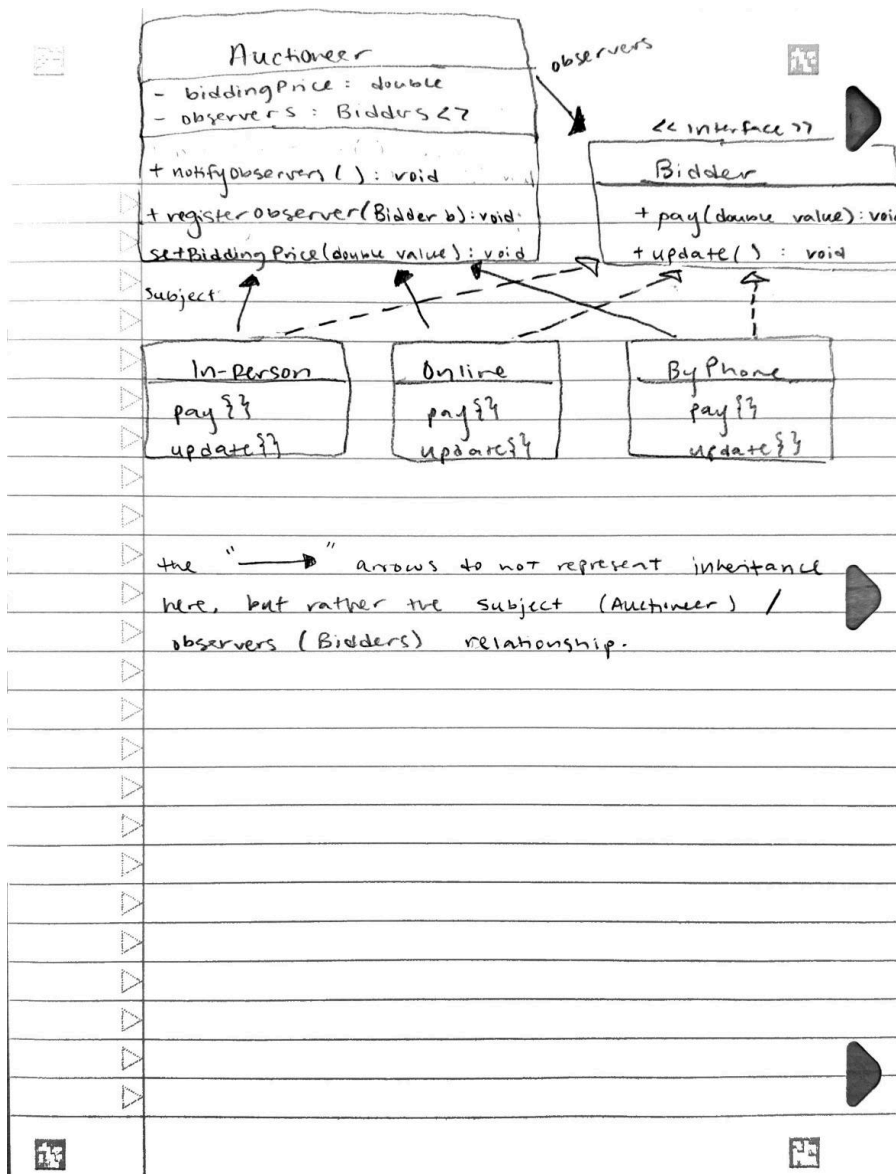 Auctioneer
- biddingPrice : double
- observers : Bidders<>
+ notifyObservers ( ) : void
+ registerObserver (Bidder b) : void
setBiddingPrice (double value) : void
observers
<< interface >>
Bidder
+ pay (double value) : void
+ update ( ) : void
Subject
In-person
pay {}
update {}
Online
pay {}
update {}
By Phone
pay {}
update {}
the " " arrows to not represent inheritance
here, but rather the subject (Auctioneer) /
observers (Bidders) relationship.